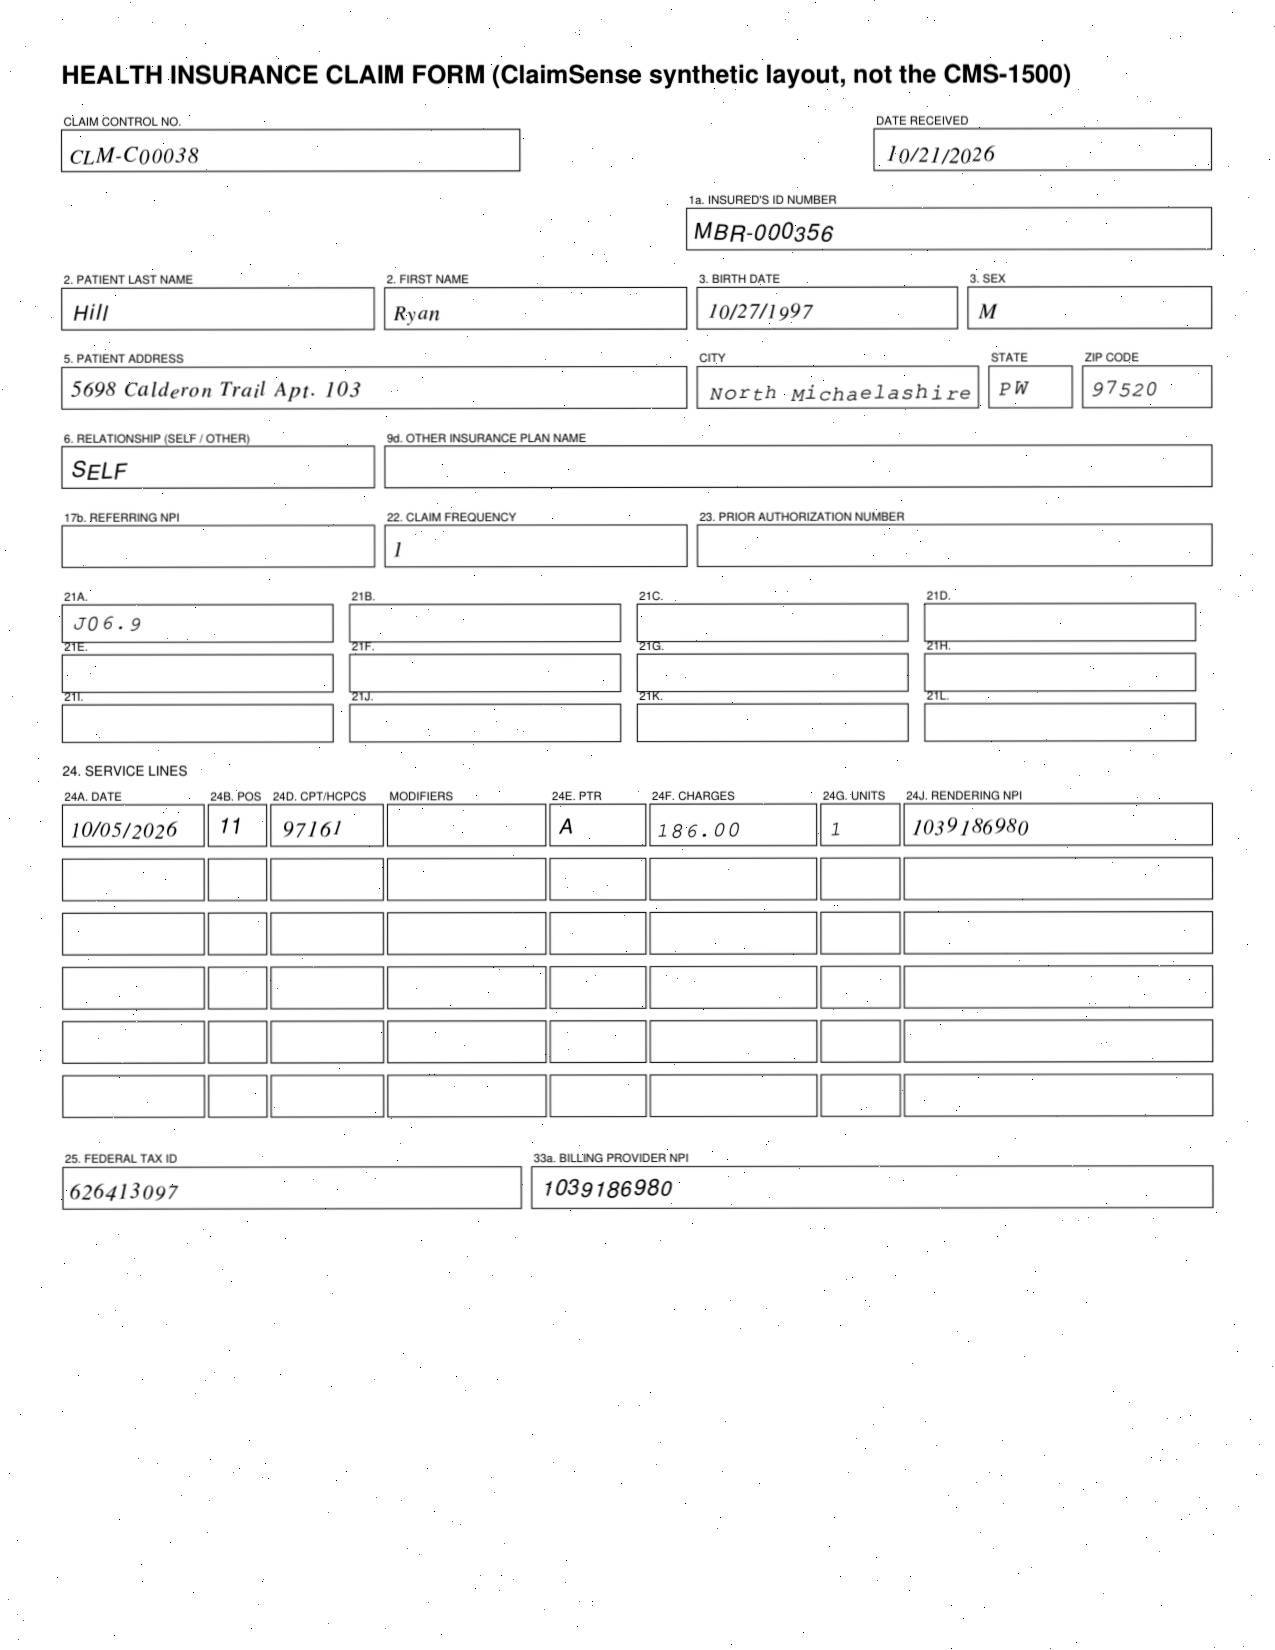 HEALTH INSURANCE CLAIM FORM (ClaimSense synthetic layout, not the CMS-1500)
CLAIM CONTROL NO. DATE RECEIVED
CLM-C00038 10/21/2026
1a. INSURED'S ID NUMBER
MBR-000356
2. PATIENT LAST NAME 2. FIRST NAME 3. BIRTH DATE 3. SEX
Hill Ryan 10/27/1997 M
5. PATIENT ADDRESS CITY STATE ZIP CODE
5698 Calderon Trail Apt. 103 North Michaelashire PW 97520
6. RELATIONSHIP (SELF / OTHER) 9d. OTHER INSURANCE PLAN NAME
SELF
17b. REFERRING NPI 22. CLAIM FREQUENCY 23. PRIOR AUTHORIZATION NUMBER
1
21A. 21B. 21C. 21D.
J06.9
21E. 21F. 21G. 21H.
21I. 21J. 21K. 21L.
24. SERVICE LINES
24A. DATE 24B. POS 24D. CPT/HCPCS MODIFIERS 24E. PTR 24F. CHARGES 24G. UNITS 24J. RENDERING NPI
10/05/2026 11 97161 A 186.00 1 1039186980
25. FEDERAL TAX ID 33a. BILLING PROVIDER NPI
626413097 1039186980